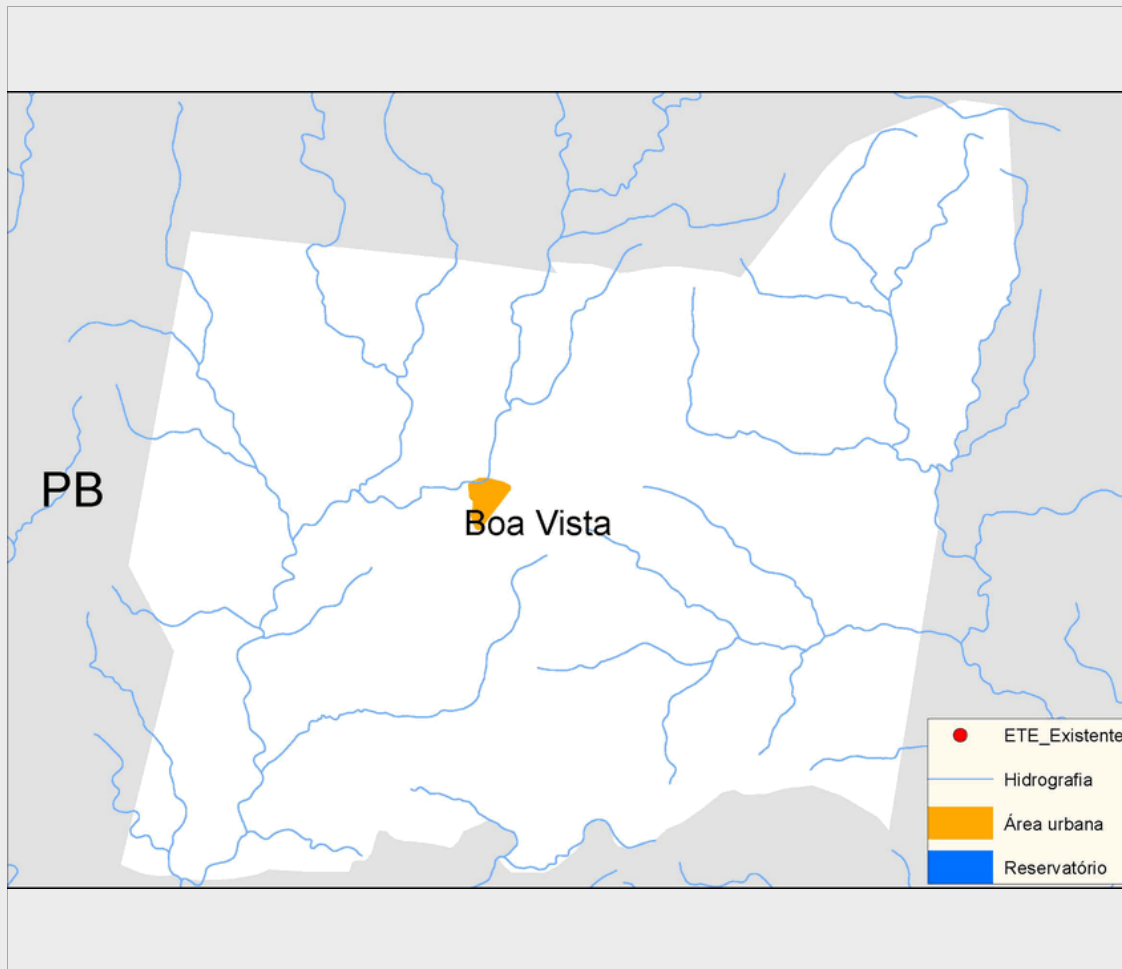 PB
Boa Vista
ETE_Existente
Hidrografia
Área urbana
Reservatório